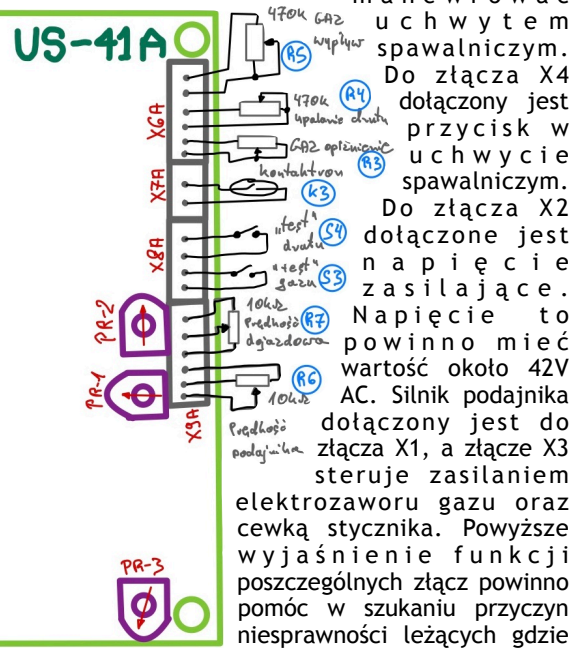 US-41A
470k GAZ
wypływ
R5
470k
R4
upalanie drutu
GAZ opóźnienie
R3
kontaktron
K3
„test"
drutu
S4
„test"
gazu
S3
10kΩ
Prędkość
R7
dojazdowa
R6
10kΩ
Prędkość
podajnika
X6A
X7A
X8A
X9A
PR-2
PR-1
PR-3
manewrować
uchwytem
spawalniczym.
Do złącza X4
dołączony jest
przycisk w
uchwycie
spawalniczym.
Do złącza X2
dołączone jest
napięcie
zasilające.
Napięcie to
powinno mieć
wartość około 42V
AC. Silnik podajnika
dołączony jest do
złącza X1, a złącze X3
steruje zasilaniem
elektrozaworu gazu oraz
cewką stycznika. Powyższe
wyjaśnienie funkcji
poszczególnych złącz powinno
pomóc w szukaniu przyczyn
niesprawności leżących gdzie